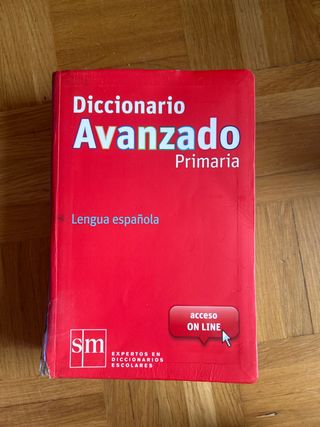 Diccionario
Avanzado
Primaria
Lengua española
acceso
ON LINE
sm
EXPERTOS EN
DICCIONARIOS
ESCOLARES